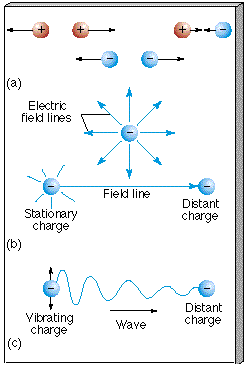 + + + −
− −
(a)
Electric
field lines
−
− Field line −
Stationary
charge
Distant
charge
(b)
− −
Vibrating
charge
Wave
Distant
charge
(c)